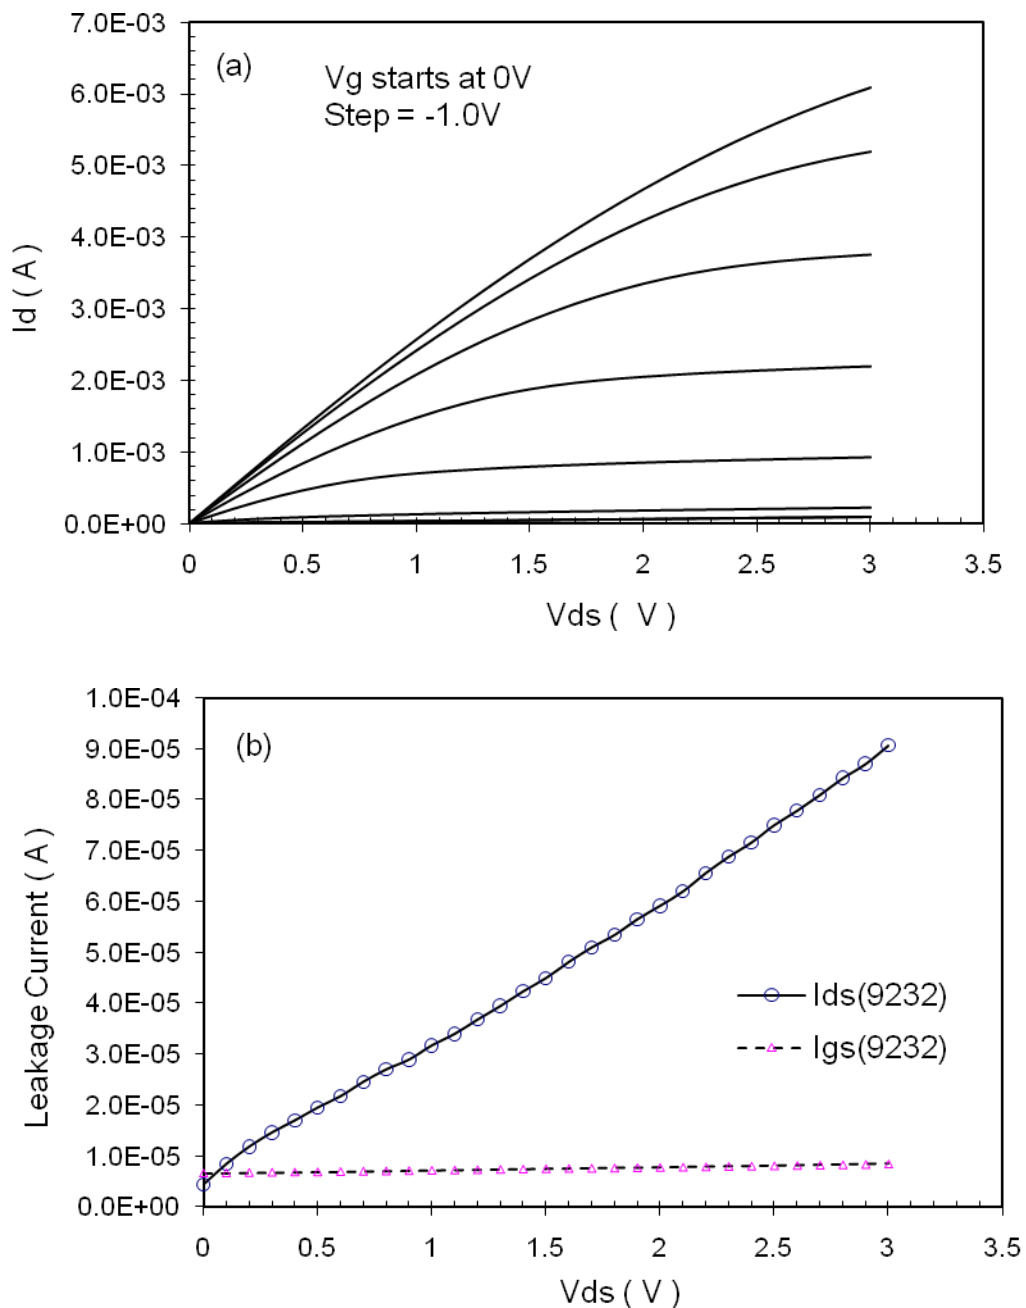 7.0E-03
(a)
Vg starts at 0V
Step = -1.0V
6.0E-03
5.0E-03
4.0E-03
3.0E-03
2.0E-03
1.0E-03
0.0E+00
Id ( A )
0 0.5 1 1.5 2 2.5 3 3.5
Vds ( V )
1.0E-04
(b)
9.0E-05
8.0E-05
7.0E-05
6.0E-05
5.0E-05
4.0E-05
3.0E-05
2.0E-05
1.0E-05
0.0E+00
Leakage Current ( A )
Ids(9232)
Igs(9232)
0 0.5 1 1.5 2 2.5 3 3.5
Vds ( V )